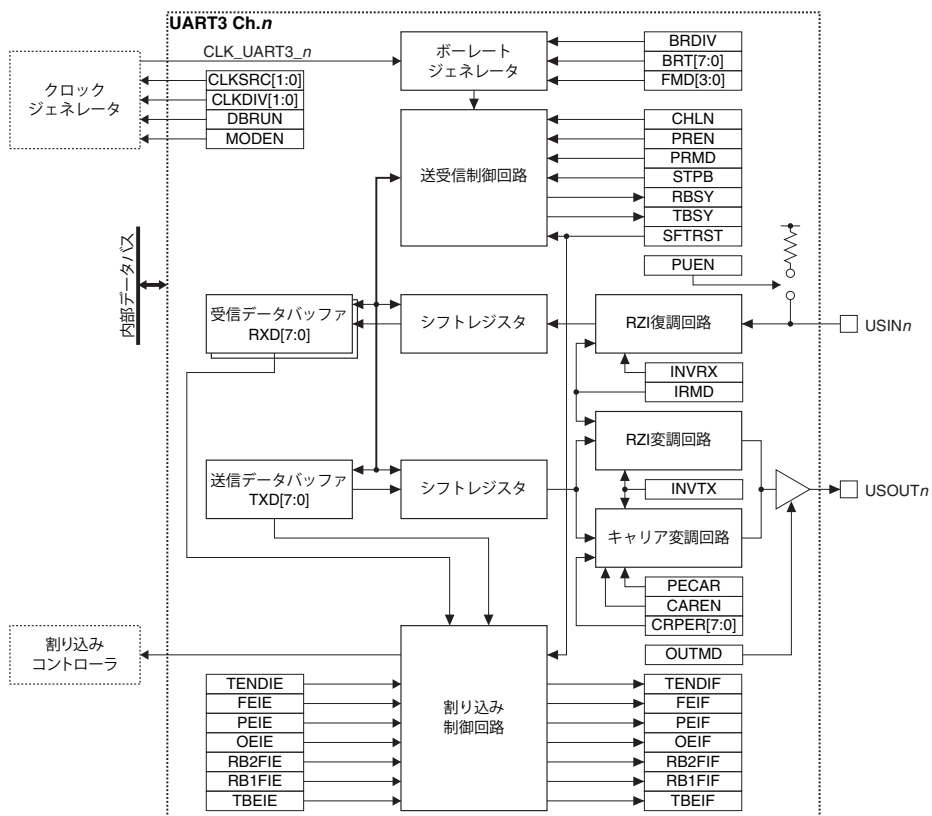 UART3 Ch.n
CLK_UART3_n
クロック
ジェネレータ
CLKSRC[1:0]
CLKDIV[1:0]
DBRUN
MODEN
ボーレート
ジェネレータ
BRDIV
BRT[7:0]
FMD[3:0]
送受信制御回路
CHLN
PREN
PRMD
STPB
RBSY
TBSY
SFTRST
PUEN
内部データバス
受信データバッファ
RXD[7:0]
シフトレジスタ
RZI復調回路
USINn
INVRX
IRMD
RZI変調回路
送信データバッファ
TXD[7:0]
シフトレジスタ
INVTX
USOUTn
キャリア変調回路
PECAR
CAREN
CRPER[7:0]
OUTMD
割り込み
コントローラ
割り込み
制御回路
TENDIE
FEIE
PEIE
OEIE
RB2FIE
RB1FIE
TBEIE
TENDIF
FEIF
PEIF
OEIF
RB2FIF
RB1FIF
TBEIF